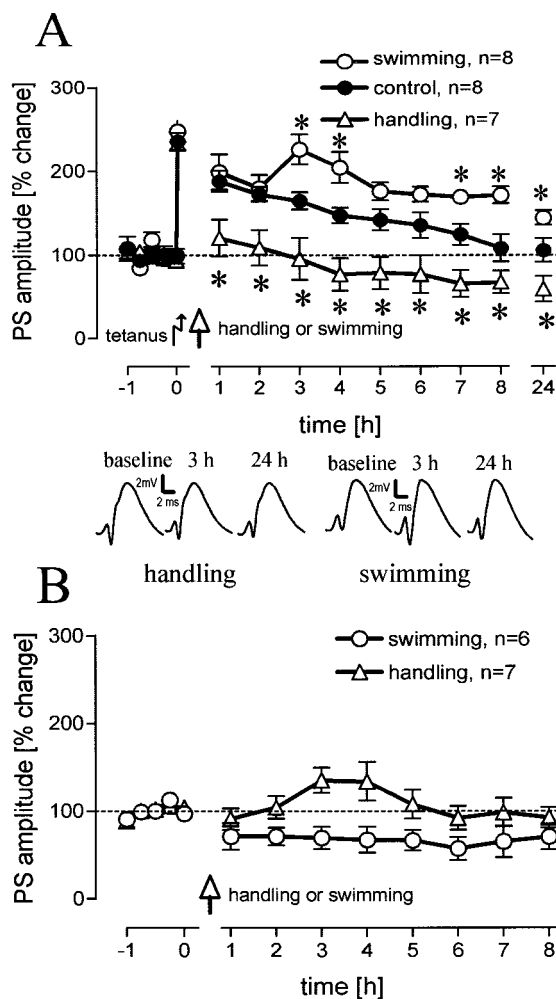 A
swimming, n=8
control, n=8
handling, n=7
PS amplitude [% change]
300
200
100
0
* *
* * *
* * * * * * * *
*
tetanus
handling or swimming
-1 0 1 2 3 4 5 6 7 8 24
time [h]
baseline 3 h 24 h
2mV
2 ms
handling
baseline 3 h 24 h
2mV
2 ms
swimming
B
swimming, n=6
handling, n=7
PS amplitude [% change]
300
200
100
0
handling or swimming
-1 0 1 2 3 4 5 6 7 8
time [h]